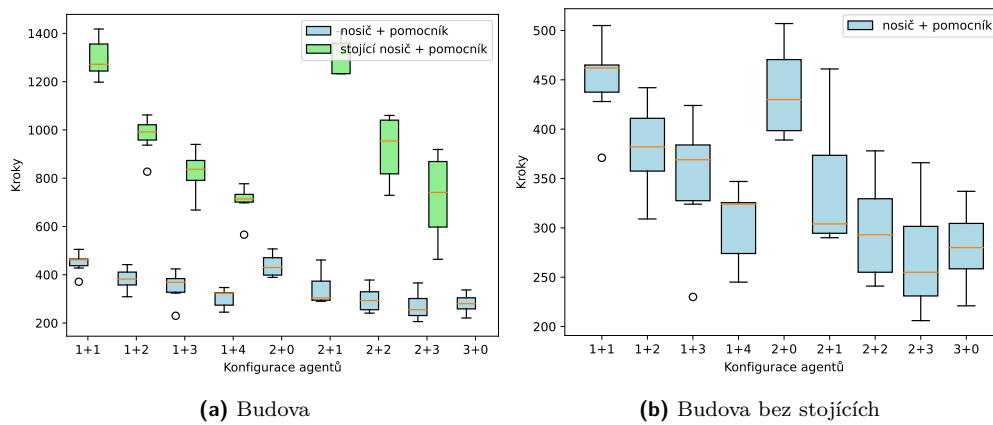 nosič + pomocník
stojící nosič + pomocník
1400
1200
1000
800
600
400
200
Kroky
1+1 1+2 1+3 1+4 2+0 2+1 2+2 2+3 3+0
Konfigurace agentů
(a) Budova
nosič + pomocník
500
450
400
350
300
250
200
Kroky
1+1 1+2 1+3 1+4 2+0 2+1 2+2 2+3 3+0
Konfigurace agentů
(b) Budova bez stojících